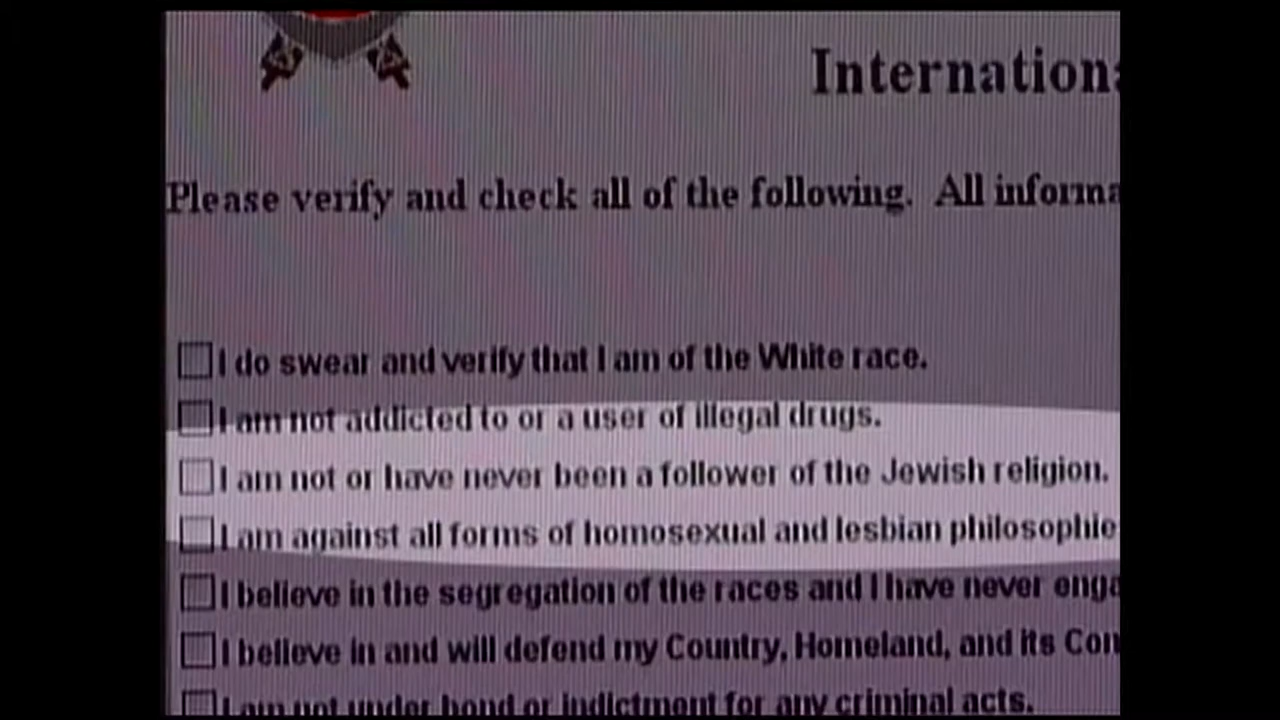 Internation
Please verify and check all of the following. All informa
I do swear and verify that I am of the White race.
I am not addicted to or a user of illegal drugs.
I am not or have never been a follower of the Jewish religion.
I am against all forms of homosexual and lesbian philosophie
I believe in the segregation of the races and I have never enga
I believe in and will defend my Country, Homeland, and its Con
I am not under bond or indictment for any criminal acts.